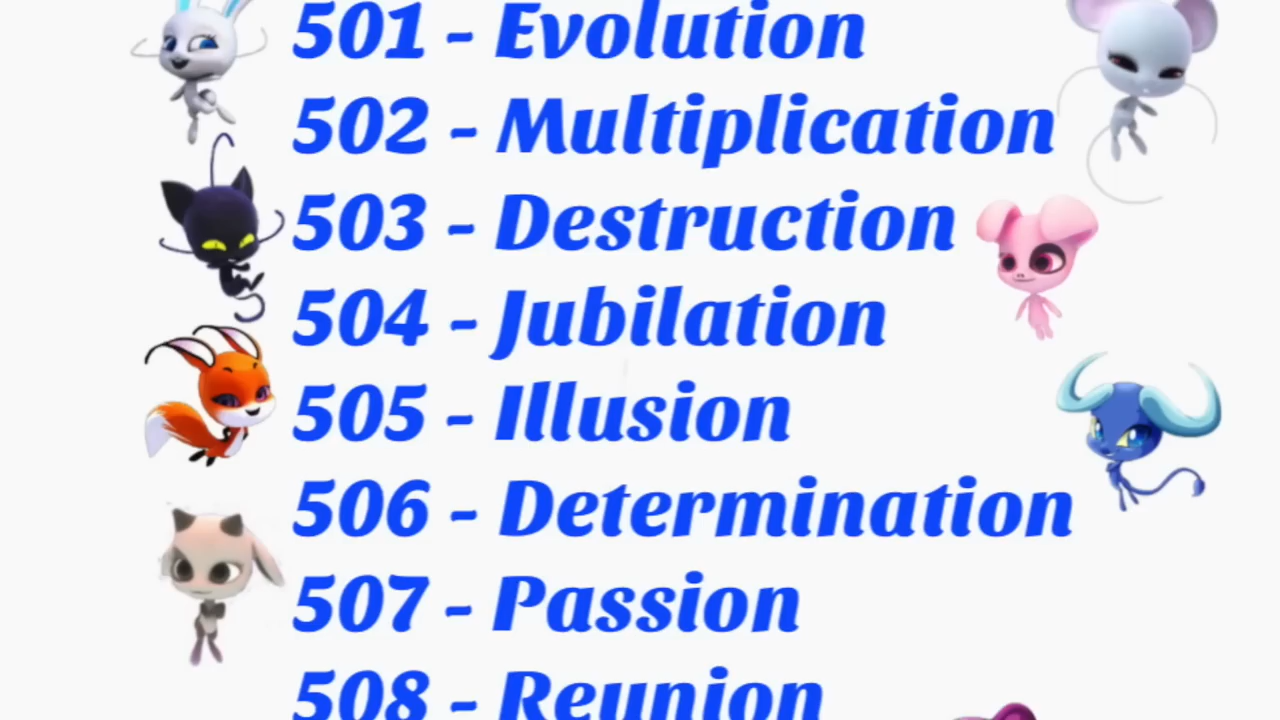 501 - Evolution
502 - Multiplication
503 - Destruction
504 - Jubilation
505 - Illusion
506 - Determination
507 - Passion
508 - Reunion